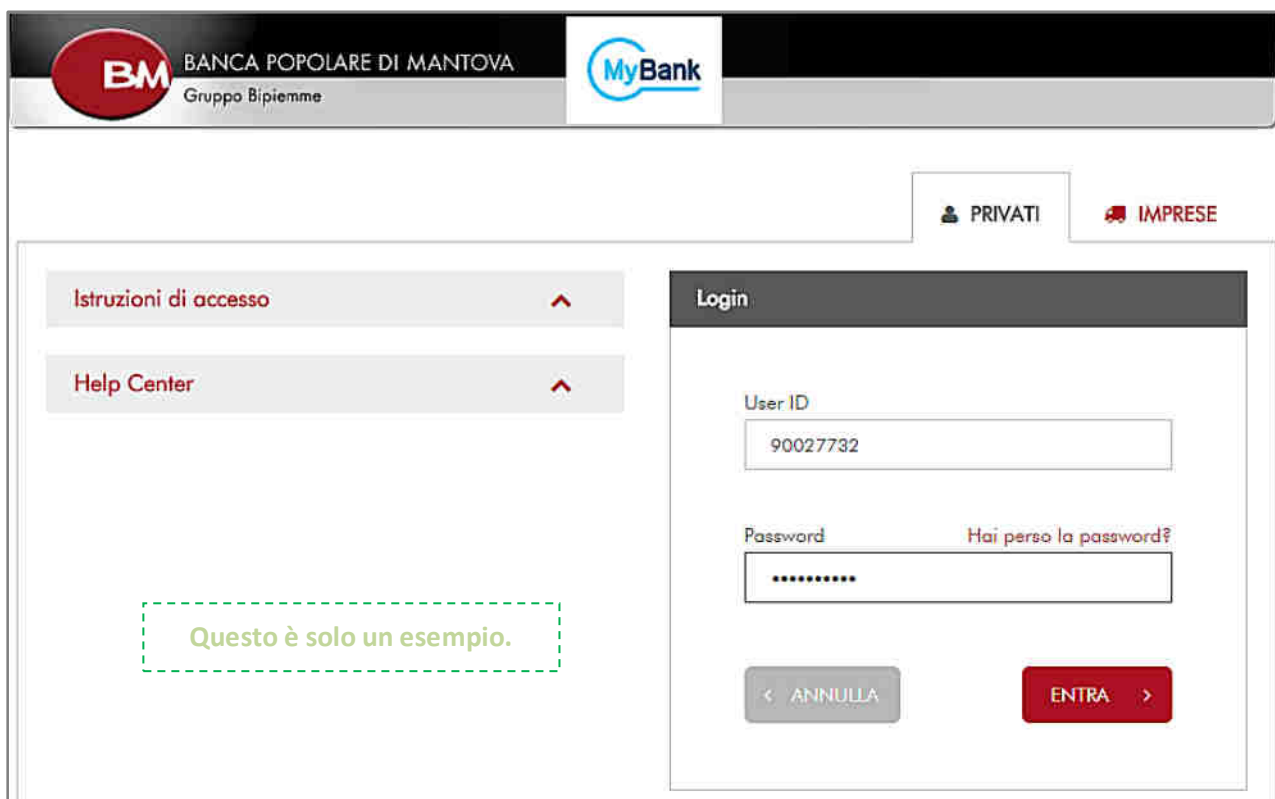 BM BANCA POPOLARE DI MANTOVA
Gruppo Bipiemme
MyBank
PRIVATI
IMPRESE
Istruzioni di accesso
Help Center
Questo è solo un esempio.
Login
User ID
90027732
Password Hai perso la password?
••••••••••
< ANNULLA
ENTRA >